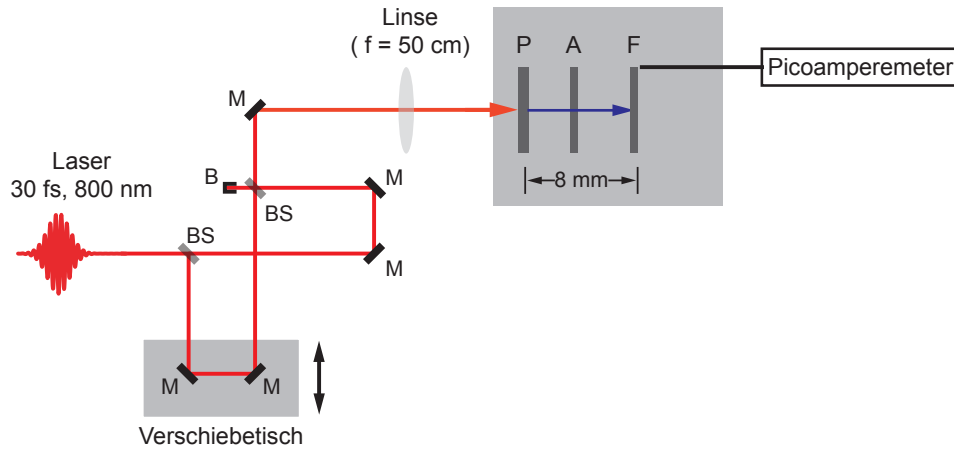 Linse
( f = 50 cm)
P
A
F
Picoamperemeter
M
8 mm
Laser
30 fs, 800 nm
B
M
BS
BS
M
M
M
Verschiebetisch